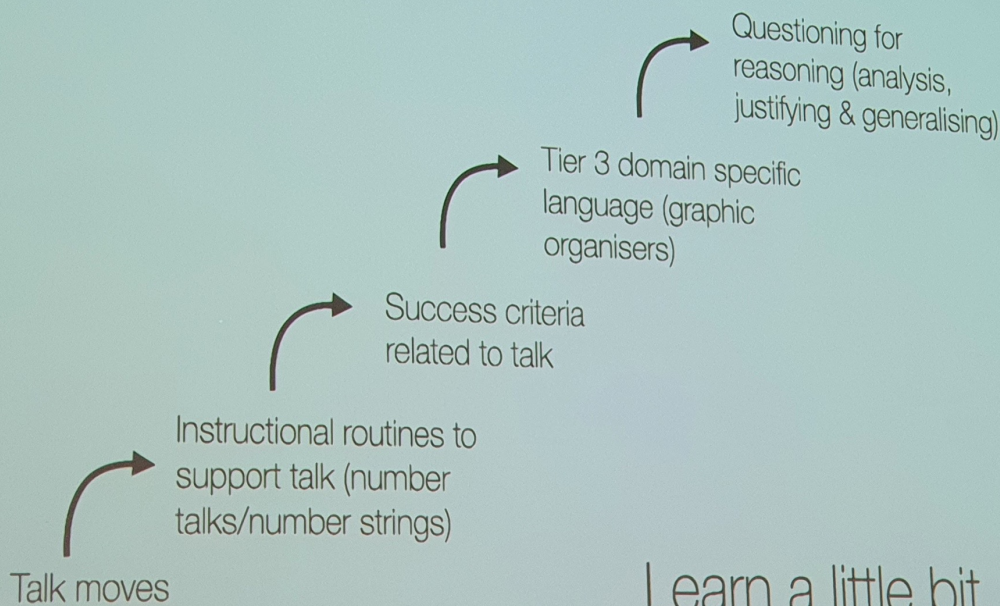 Questioning for
reasoning (analysis,
justifying & generalising)
Tier 3 domain specific
language (graphic
organisers)
Success criteria
related to talk
Instructional routines to
support talk (number
talks/number strings)
Talk moves
Learn a little bit